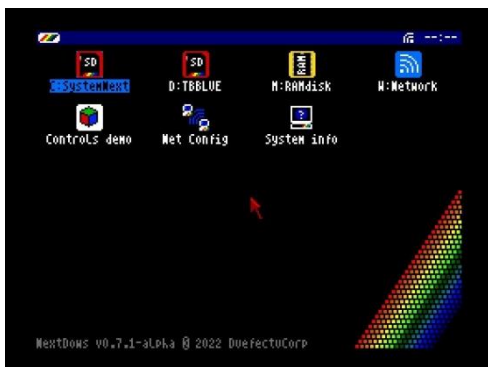 --:--
SD SD RAM
C:SystemNext D:TBBLUE M:RAMdisk W:Network
?
Controls demo Net Config System info
NextDows v0.7.1-alpha @ 2022 DuefectuCorp